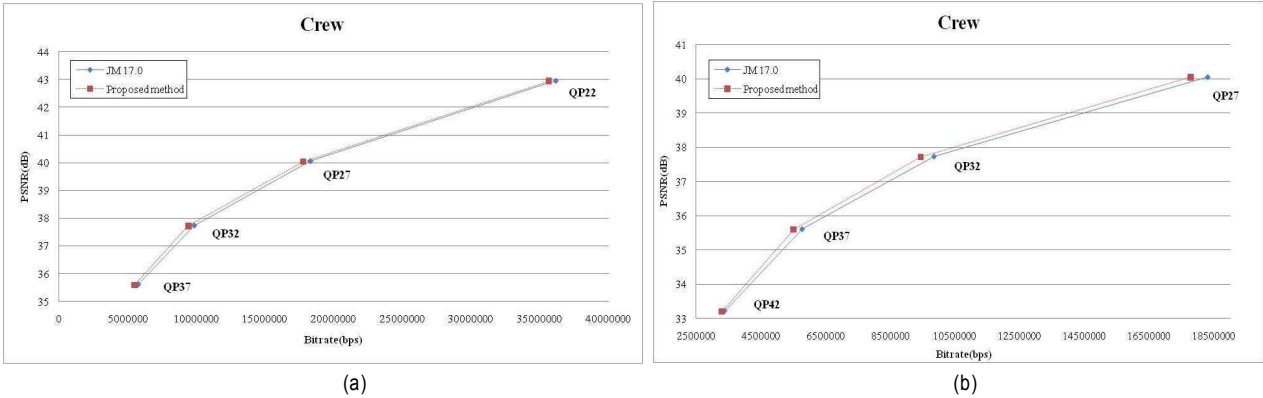 Crew
44
43
42
41
40
39
38
37
36
35
PSNR(dB)
JM 17.0
Proposed method
QP22
QP27
QP32
QP37
0 5000000 10000000 15000000 20000000 25000000 30000000 35000000 40000000
Bitrate(bps)
(a)
Crew
41
40
39
38
37
36
35
34
33
PSNR(dB)
JM 17.0
Proposed method
QP27
QP32
QP37
QP42
2500000 4500000 6500000 8500000 10500000 12500000 14500000 16500000 18500000
Bitrate(bps)
(b)